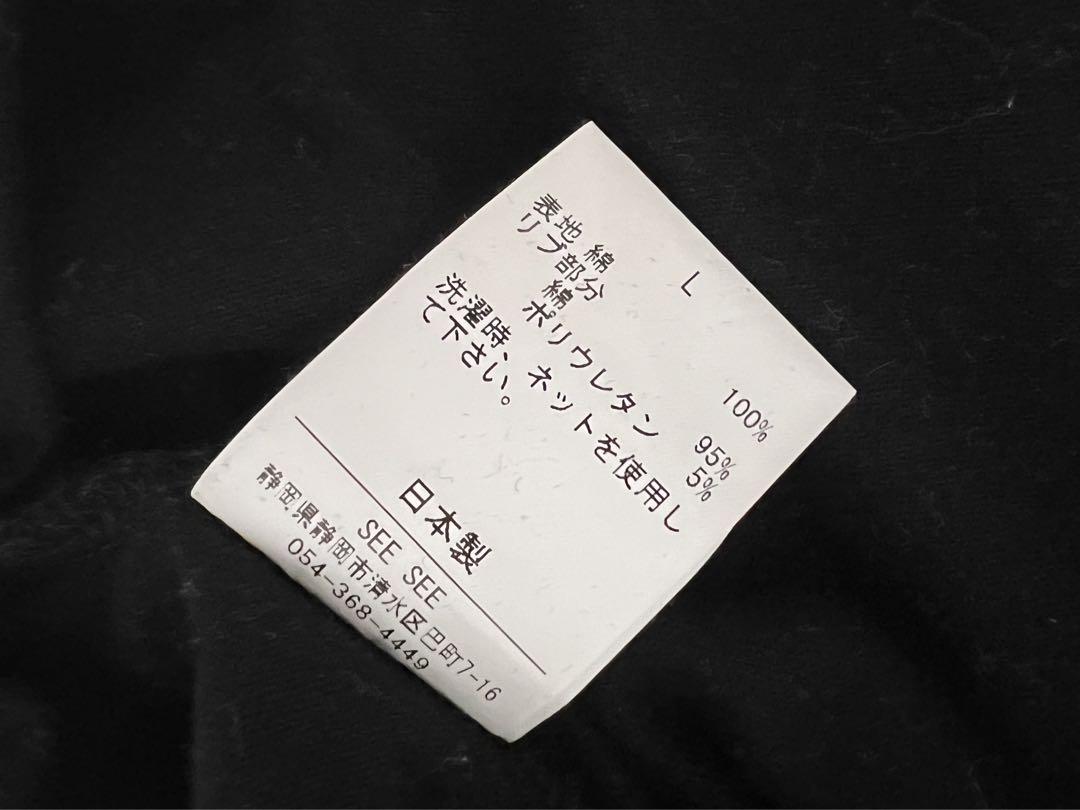 L
表地 綿 100%
リブ部分
綿 95%
ポリウレタン 5%
洗濯時、ネットを使用し
て下さい。
日本製
SEE SEE
静岡県静岡市清水区巴町7-16
054-368-4449